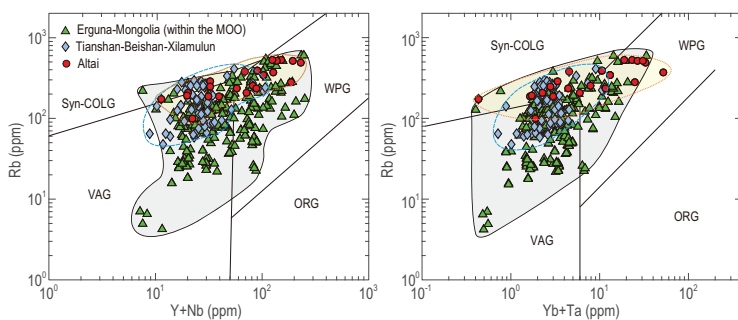 Erguna-Mongolia (within the MOO)
Tianshan-Beishan-Xilamulun
Altai
Syn-COLG
WPG
VAG
ORG
Rb (ppm)
10³
10²
10¹
10⁰
10⁰ 10¹ 10² 10³
Y+Nb (ppm)
Syn-COLG
WPG
VAG
ORG
Rb (ppm)
10³
10²
10¹
10⁰
10⁻¹ 10⁰ 10¹ 10² 10³
Yb+Ta (ppm)